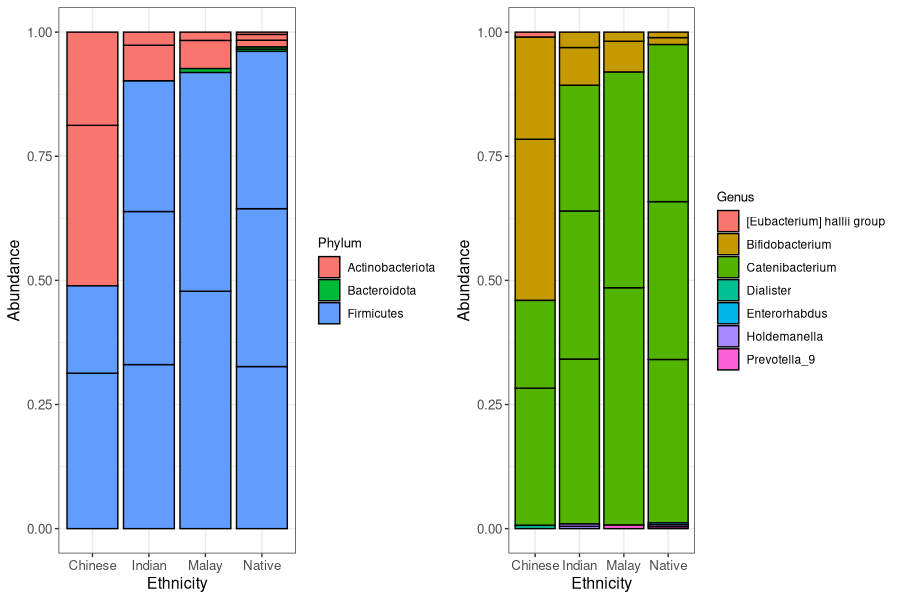 1.00
0.75
0.50
0.25
0.00
Abundance
Chinese Indian Malay Native
Ethnicity
Phylum
Actinobacteriota
Bacteroidota
Firmicutes
1.00
0.75
0.50
0.25
0.00
Abundance
Chinese Indian Malay Native
Ethnicity
Genus
[Eubacterium] hallii group
Bifidobacterium
Catenibacterium
Dialister
Enterorhabdus
Holdemanella
Prevotella_9